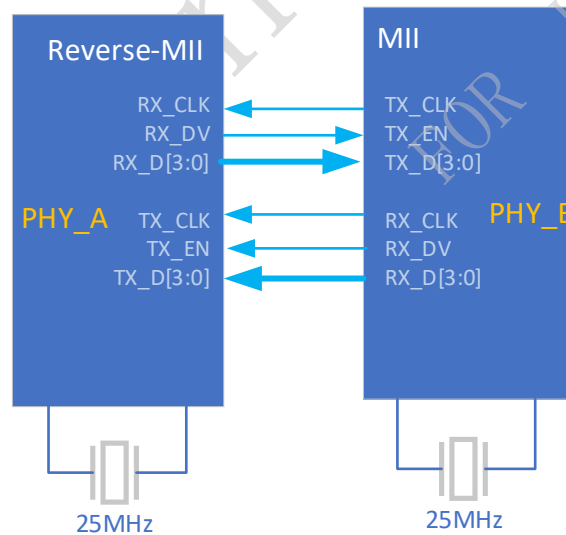 Reverse-MII
RX_CLK
RX_DV
RX_D[3:0]
PHY_A
TX_CLK
TX_EN
TX_D[3:0]
25MHz
MII
TX_CLK
TX_EN
TX_D[3:0]
RX_CLK
RX_DV
RX_D[3:0]
25MHz
FOR